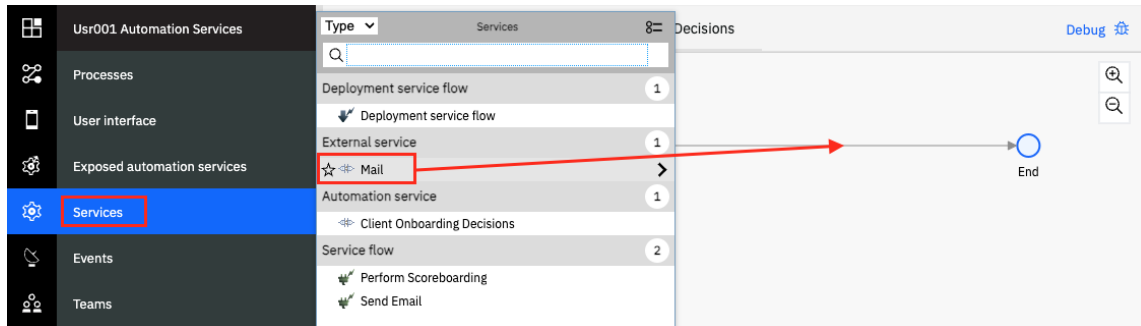 Usr001 Automation Services
Processes
User interface
Exposed automation services
Services
Events
Teams
Type
Services
Deployment service flow
1
Deployment service flow
External service
1
Mail
Automation service
1
Client Onboarding Decisions
Service flow
2
Perform Scoreboarding
Send Email
Decisions
Debug
End